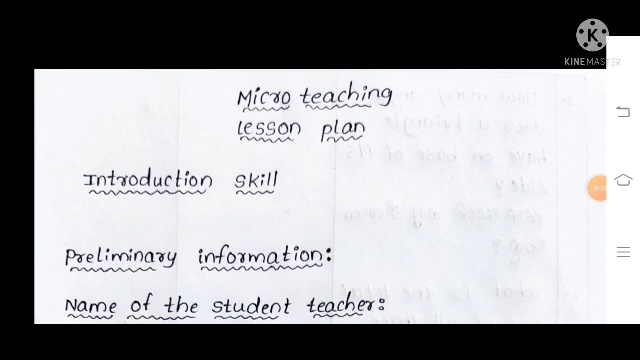 KINEMASTER
Micro teaching
lesson plan
Introduction skill
Preliminary information:
Name of the student teacher: